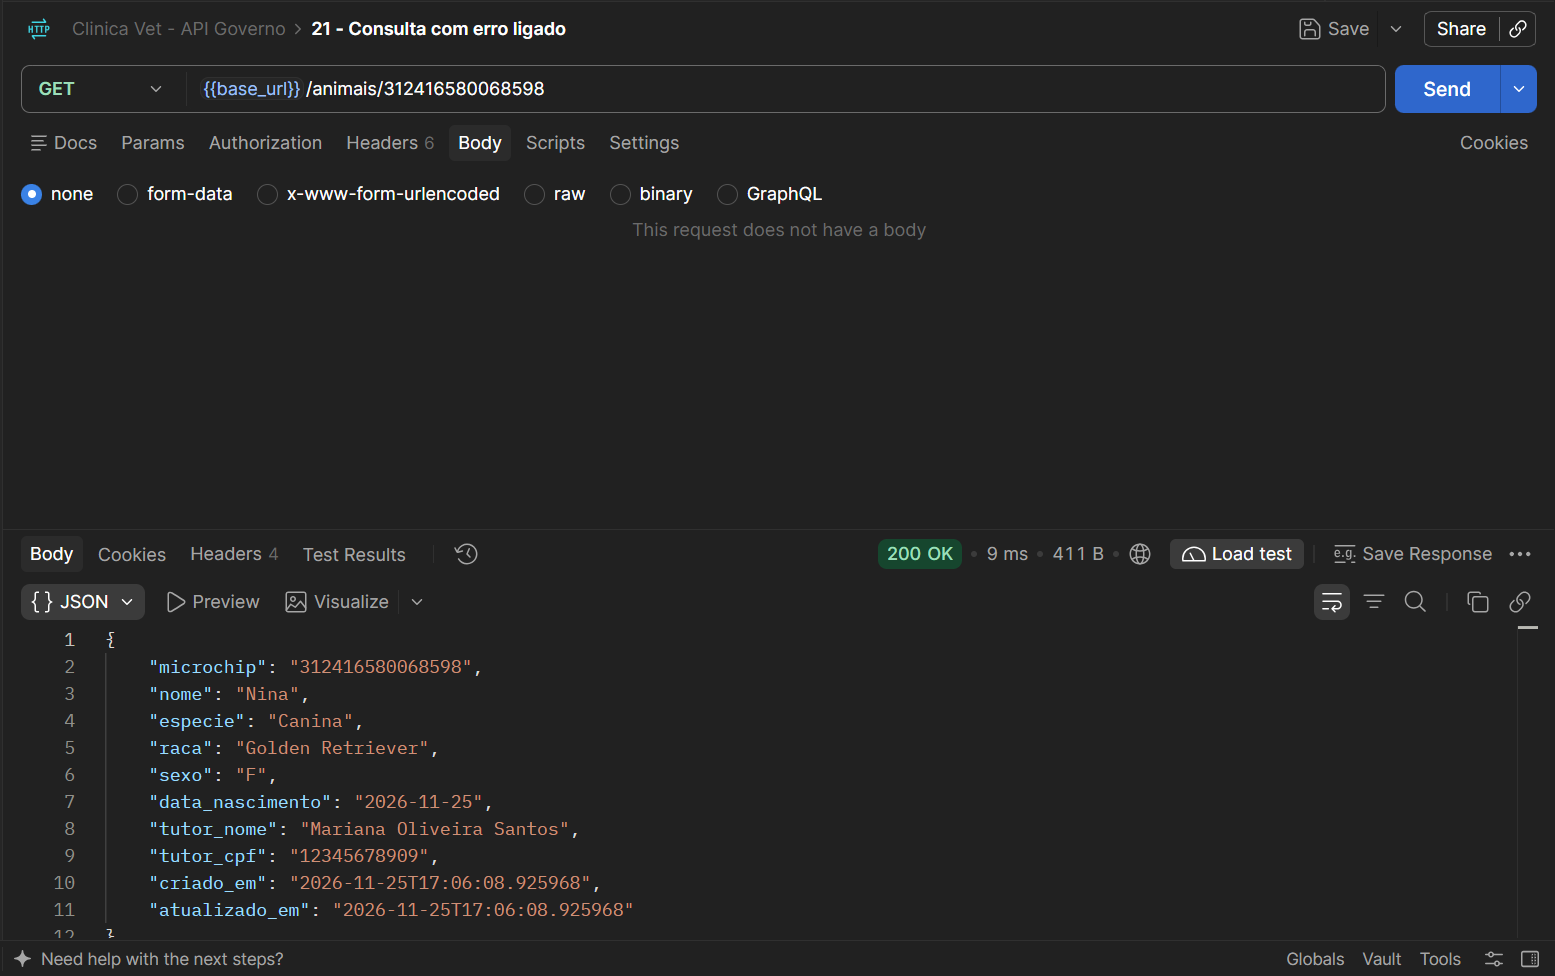 HTTP Clinica Vet - API Governo > 21 - Consulta com erro ligado Save Share
GET {{base_url}} /animais/312416580068598 Send
Docs Params Authorization Headers 6 Body Scripts Settings Cookies
none form-data x-www-form-urlencoded raw binary GraphQL
This request does not have a body
Body Cookies Headers 4 Test Results 200 OK • 9 ms • 411 B • Load test e.g. Save Response
{} JSON Preview Visualize
1 {
2 "microchip": "312416580068598",
3 "nome": "Nina",
4 "especie": "Canina",
5 "raca": "Golden Retriever",
6 "sexo": "F",
7 "data_nascimento": "2026-11-25",
8 "tutor_nome": "Mariana Oliveira Santos",
9 "tutor_cpf": "12345678909",
10 "criado_em": "2026-11-25T17:06:08.925968",
11 "atualizado_em": "2026-11-25T17:06:08.925968"
12 }
Need help with the next steps? Globals Vault Tools